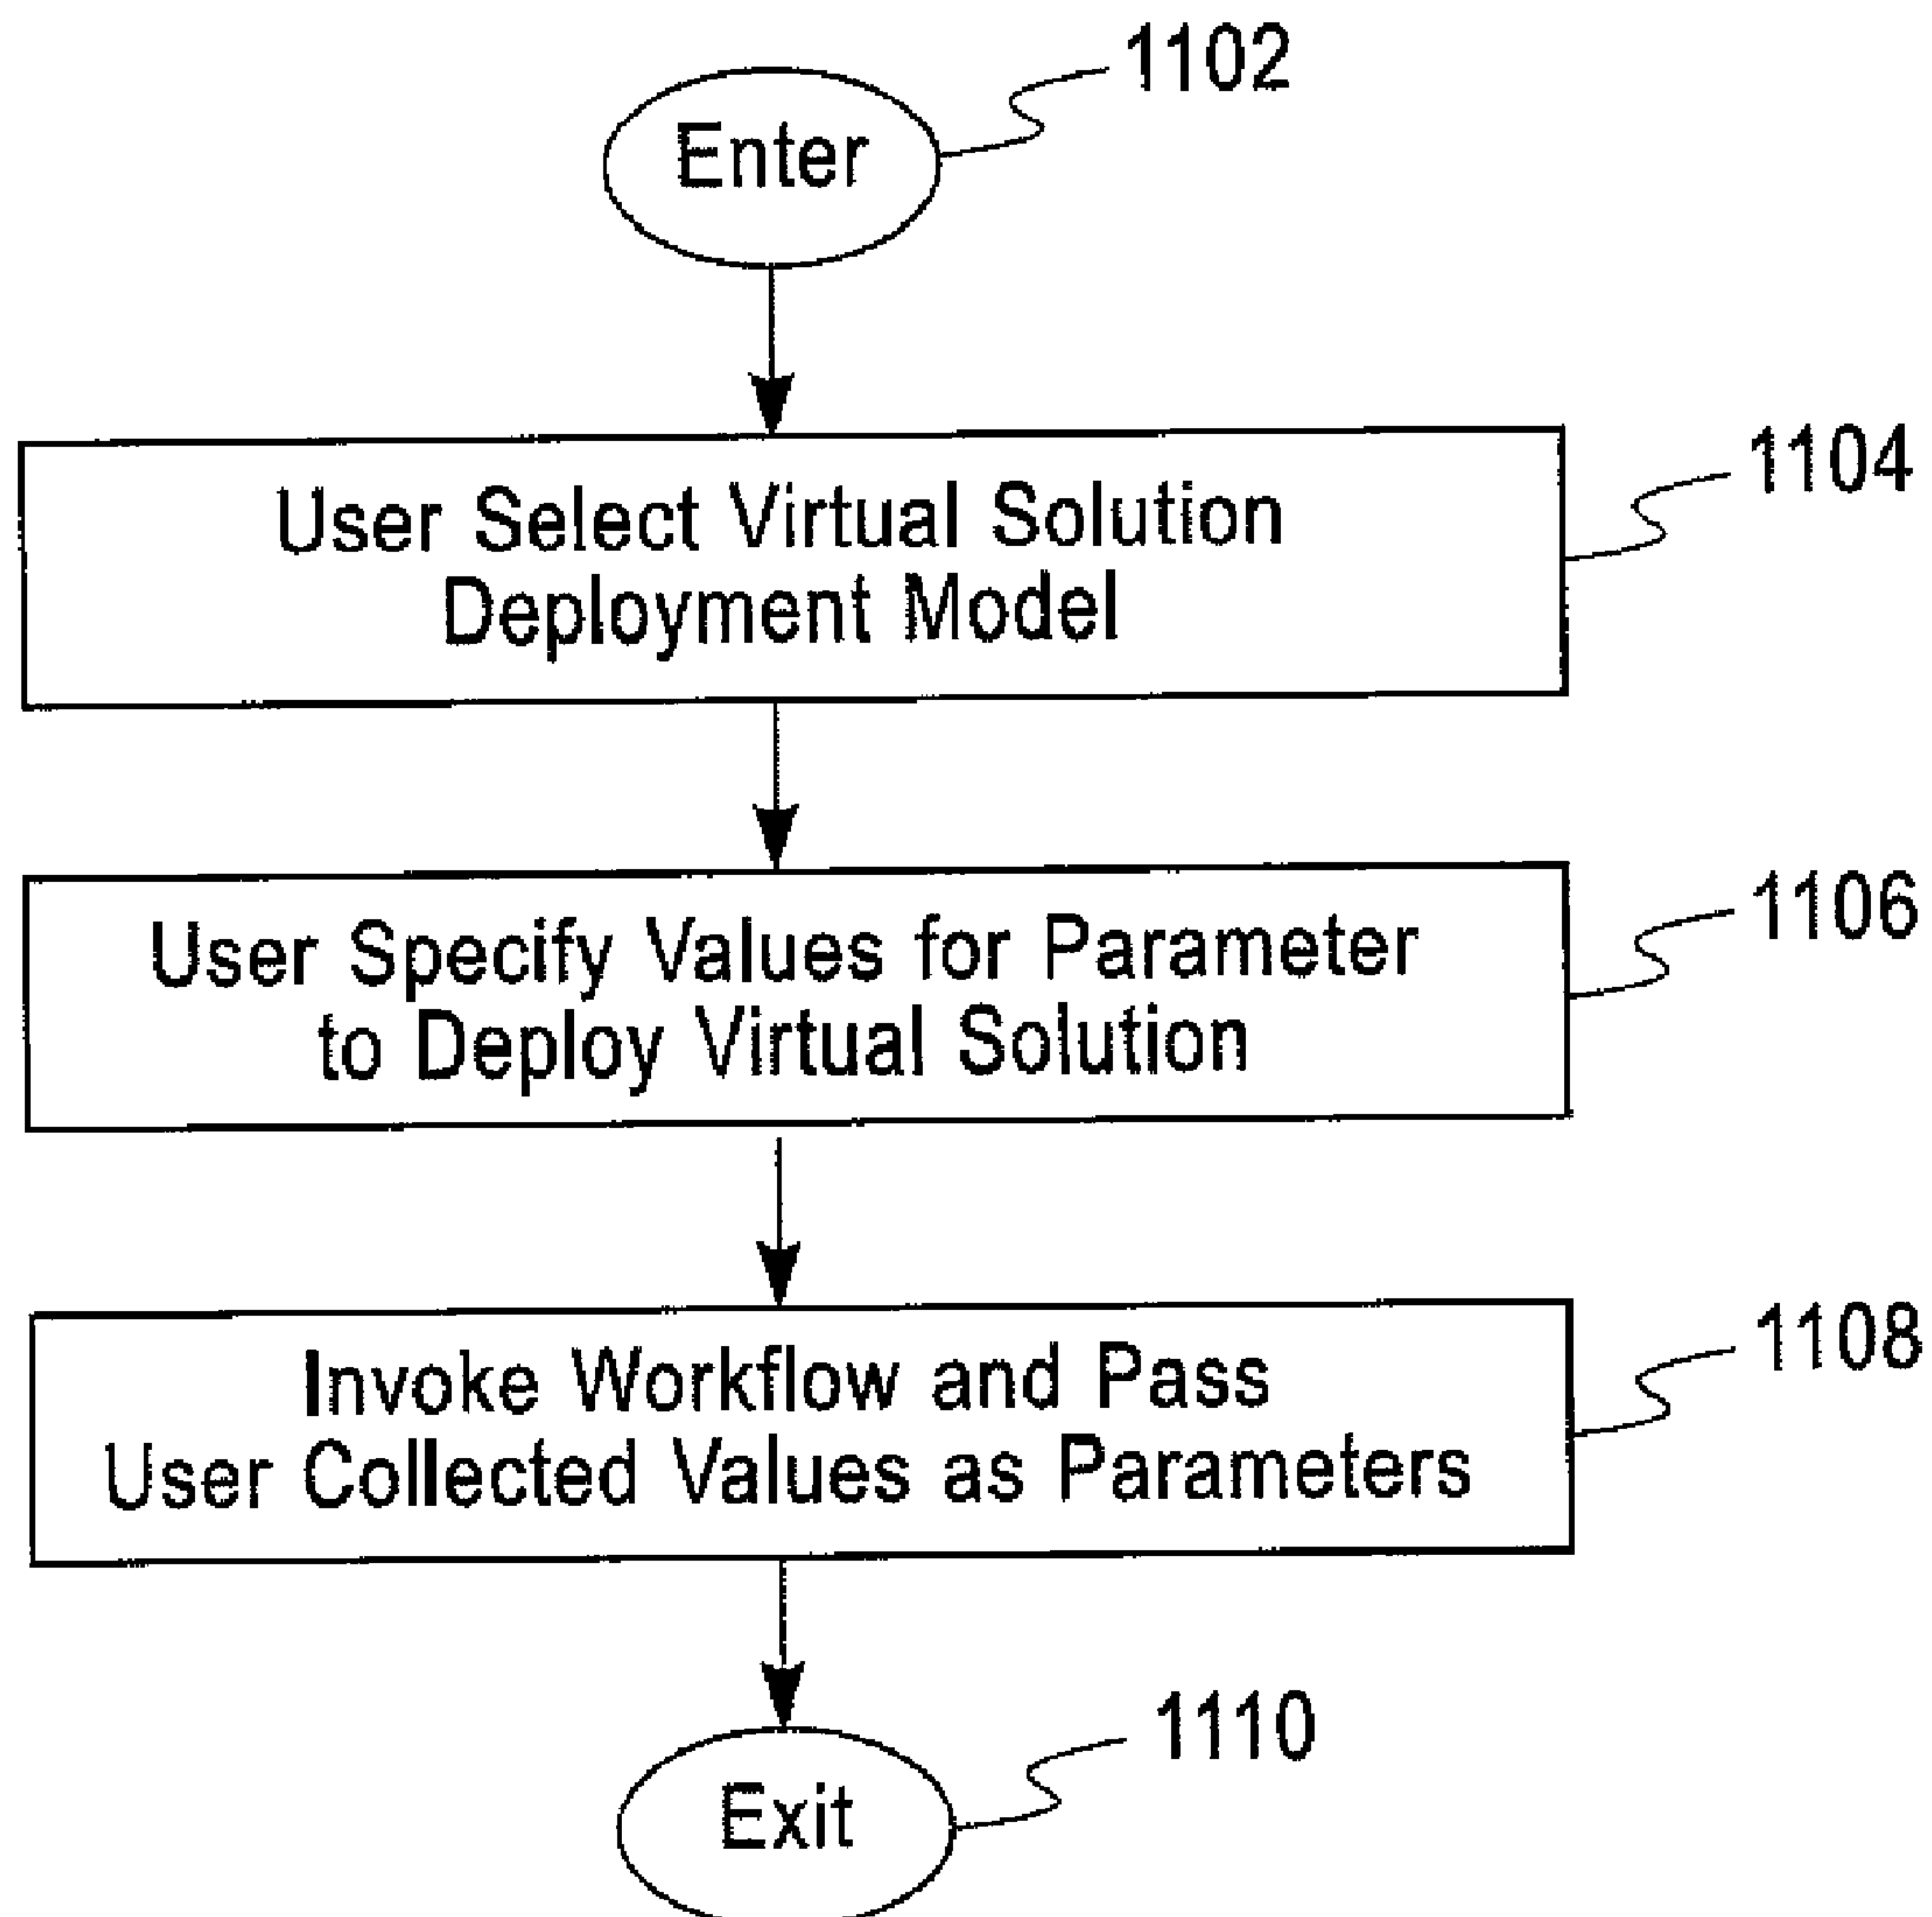 1102
Enter
1104
User Select Virtual Solution
Deployment Model
1106
User Specify Values for Parameter
to Deploy Virtual Solution
1108
Invoke Workflow and Pass
User Collected Values as Parameters
1110
Exit